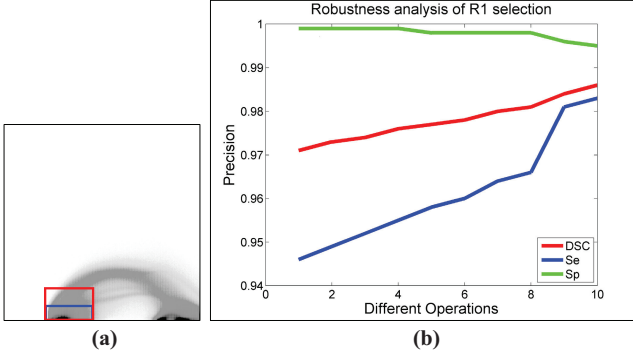 Robustness analysis of R1 selection
1
0.99
0.98
0.97
0.96
0.95
0.94
Precision
0 2 4 6 8 10
Different Operations
DSC
Se
Sp
(a) (b)